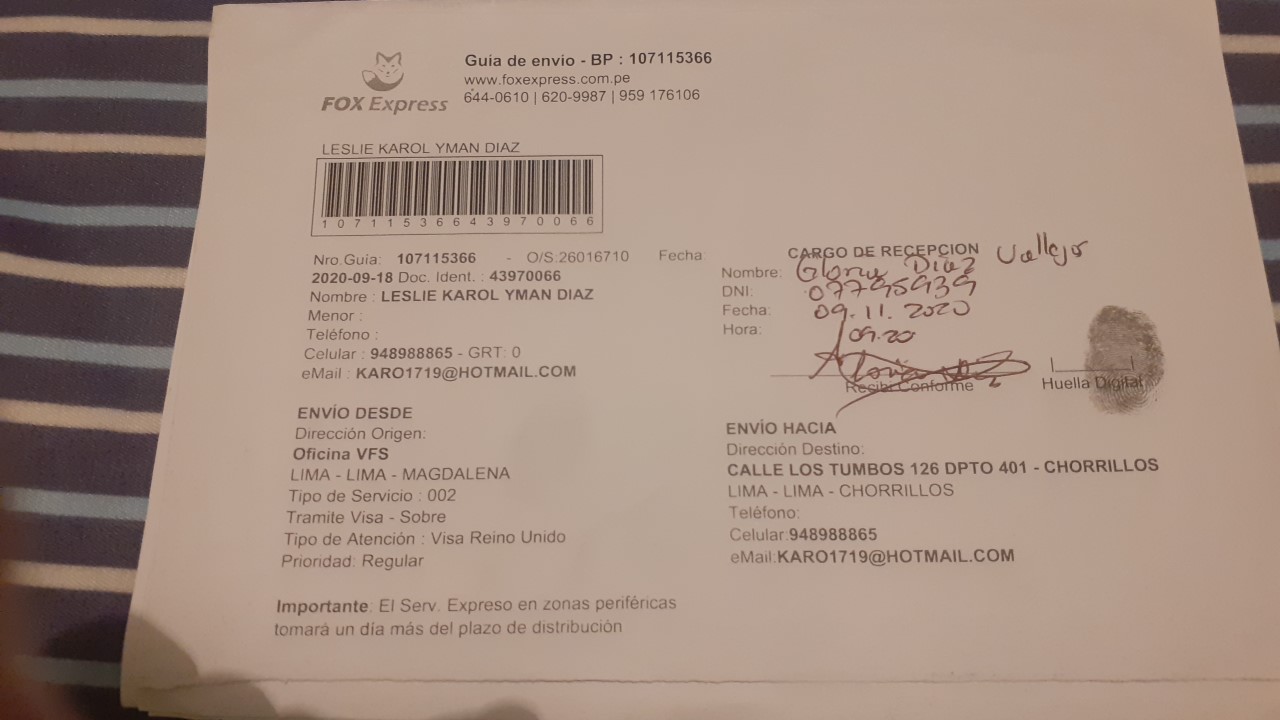 FOX Express
Guía de envío - BP : 107115366
www.foxexpress.com.pe
644-0610 | 620-9987 | 959 176106
LESLIE KAROL YMAN DIAZ
10711536643970066
Nro.Guia: 107115366 - O/S:26016710 Fecha:
2020-09-18 Doc. Ident. : 43970066
Nombre : LESLIE KAROL YMAN DIAZ
Menor :
Teléfono :
Celular : 948988865 - GRT: 0
eMail : KARO1719@HOTMAIL.COM
CARGO DE RECEPCION
Nombre: Gloria Diaz Vallejos
DNI: 07795939
Fecha: 09.11.2020
Hora: 09.20
Recibi Conforme
Huella Digital
ENVÍO DESDE
Dirección Origen:
Oficina VFS
LIMA - LIMA - MAGDALENA
Tipo de Servicio : 002
Tramite Visa - Sobre
Tipo de Atención : Visa Reino Unido
Prioridad: Regular
ENVÍO HACIA
Dirección Destino:
CALLE LOS TUMBOS 126 DPTO 401 - CHORRILLOS
LIMA - LIMA - CHORRILLOS
Teléfono:
Celular:948988865
eMail:KARO1719@HOTMAIL.COM
Importante: El Serv. Expreso en zonas periféricas
tomará un día más del plazo de distribución